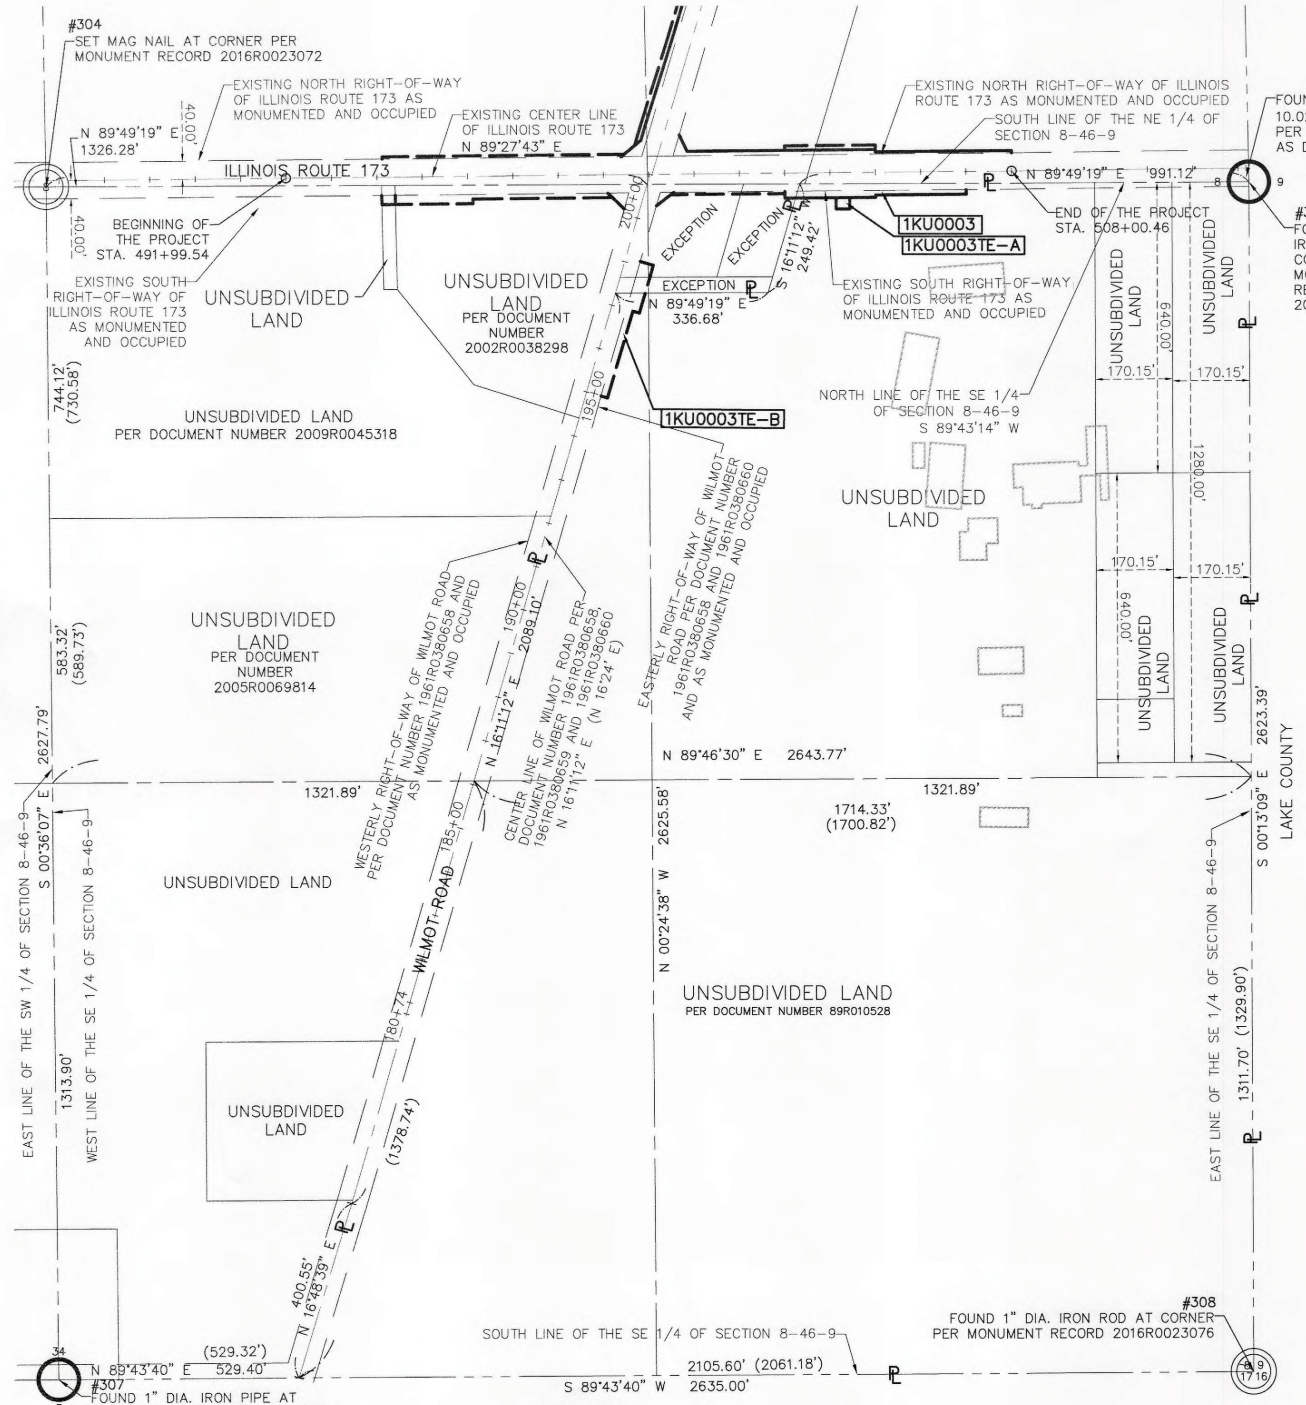 #304
SET MAG NAIL AT CORNER PER
MONUMENT RECORD 2016R0023072
EXISTING NORTH RIGHT-OF-WAY
OF ILLINOIS ROUTE 173 AS
MONUMENTED AND OCCUPIED
EXISTING CENTER LINE
OF ILLINOIS ROUTE 173
N 89°27'43" E
EXISTING NORTH RIGHT-OF-WAY OF ILLINOIS
ROUTE 173 AS MONUMENTED AND OCCUPIED
SOUTH LINE OF THE NE 1/4 OF
SECTION 8-46-9
FOUN
10.0
PER
AS D
40.00'
N 89°49'19" E
1326.28'
ILLINOIS ROUTE 173
N 89°49'19" E 991.12'
8
9
40.00'
BEGINNING OF
THE PROJECT
STA. 491+99.54
200+00
EXCEPTION
EXCEPTION
S 16°11'12" W
249.42'
1KU0003
1KU0003TE-A
END OF THE PROJECT
STA. 508+00.46
#3
FO
IR
CO
MO
RE
20
EXISTING SOUTH
RIGHT-OF-WAY OF
ILLINOIS ROUTE 173
AS MONUMENTED
AND OCCUPIED
UNSUBDIVIDED
LAND
UNSUBDIVIDED
LAND
PER DOCUMENT
NUMBER
2002R0038298
EXCEPTION
N 89°49'19" E
336.68'
EXISTING SOUTH RIGHT-OF-WAY
OF ILLINOIS ROUTE 173 AS
MONUMENTED AND OCCUPIED
UNSUBDIVIDED
LAND
640.00'
UNSUBDIVIDED
LAND
170.15'
170.15'
744.12'
(730.58')
195+00
UNSUBDIVIDED LAND
PER DOCUMENT NUMBER 2009R0045318
1KU0003TE-B
NORTH LINE OF THE SE 1/4
OF SECTION 8-46-9
S 89°43'14" W
1280.00'
EASTERLY RIGHT-OF-WAY OF WILMOT
ROAD PER DOCUMENT NUMBER
1961R0380658 AND 1961R0380660
AND AS MONUMENTED AND OCCUPIED
UNSUBDIVIDED
LAND
170.15'
170.15'
640.00'
UNSUBDIVIDED
LAND
UNSUBDIVIDED
LAND
WESTERLY RIGHT-OF-WAY OF WILMOT ROAD
PER DOCUMENT NUMBER 1961R0380658 AND
AS MONUMENTED AND OCCUPIED
190+00
N 16°11'12" E 2089.10'
CENTER LINE OF WILMOT ROAD PER
DOCUMENT NUMBER 1961R0380658,
1961R0380659 AND 1961R0380660
N 16°11'12" E (N 16°24' E)
UNSUBDIVIDED
LAND
PER DOCUMENT
NUMBER
2005R0069814
583.32'
(589.73')
2627.79'
S 00°36'07" E
N 89°46'30" E 2643.77'
2623.39'
S 00°13'09" E
LAKE COUNTY
1321.89'
1321.89'
1714.33'
(1700.82')
185+00
2625.58'
N 00°24'38" W
UNSUBDIVIDED LAND
WILMOT ROAD
EAST LINE OF THE SW 1/4 OF SECTION 8-46-9
WEST LINE OF THE SE 1/4 OF SECTION 8-46-9
1313.90'
UNSUBDIVIDED LAND
PER DOCUMENT NUMBER 89R010528
180+74
EAST LINE OF THE SE 1/4 OF SECTION 8-46-9
1311.70' (1329.90')
UNSUBDIVIDED
LAND
(1378.74')
400.55'
N 16°48'39" E
#308
FOUND 1" DIA. IRON ROD AT CORNER
PER MONUMENT RECORD 2016R0023076
SOUTH LINE OF THE SE 1/4 OF SECTION 8-46-9
34
(529.32')
N 89°43'40" E 529.40'
2105.60' (2061.18')
S 89°43'40" W 2635.00'
8 9
17 16
#307
FOUND 1" DIA. IRON PIPE AT